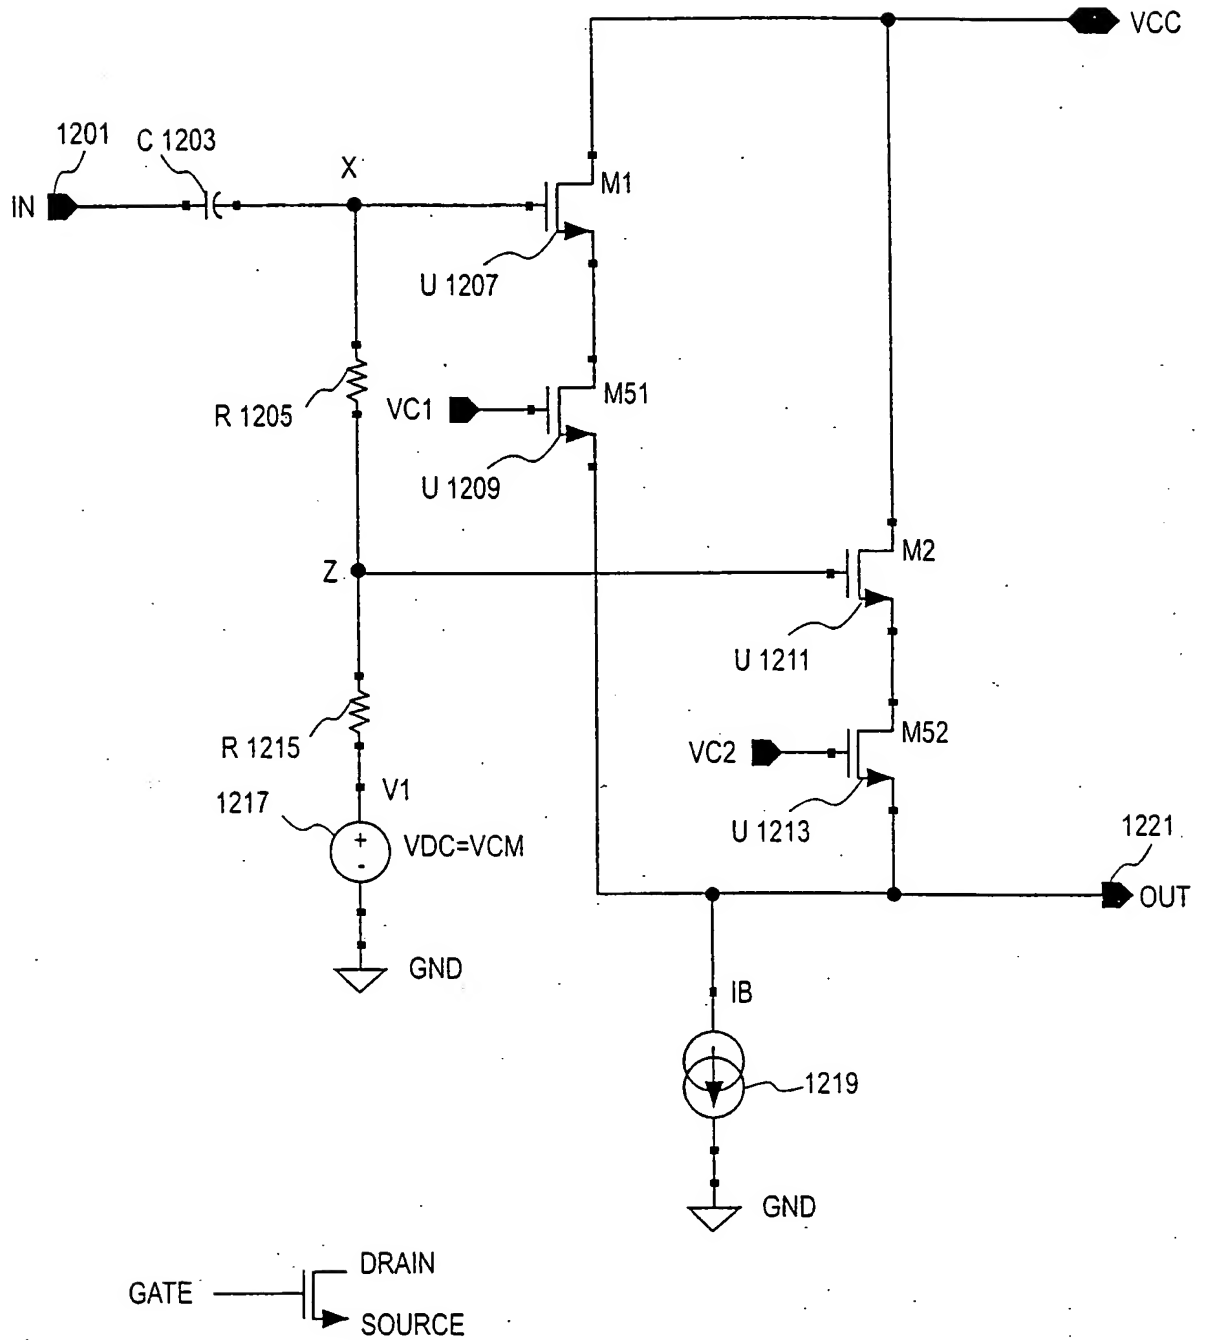 VCC
1201
C 1203
X
IN
M1
U 1207
R 1205
VC1
M51
U 1209
Z
M2
U 1211
R 1215
VC2
M52
1217
V1
U 1213
VDC=VCM
+
-
1221
OUT
GND
IB
1219
GND
GATE
DRAIN
SOURCE